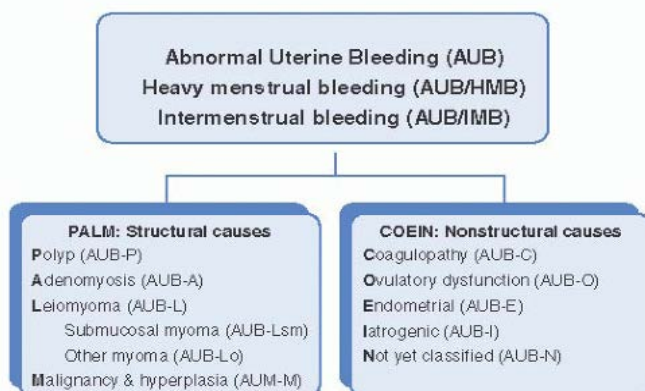 Abnormal Uterine Bleeding (AUB)
Heavy menstrual bleeding (AUB/HMB)
Intermenstrual bleeding (AUB/IMB)
PALM: Structural causes
Polyp (AUB-P)
Adenomyosis (AUB-A)
Leiomyoma (AUB-L)
Submucosal myoma (AUB-Lsm)
Other myoma (AUB-Lo)
Malignancy & hyperplasia (AUM-M)
COEIN: Nonstructural causes
Coagulopathy (AUB-C)
Ovulatory dysfunction (AUB-O)
Endometrial (AUB-E)
Iatrogenic (AUB-I)
Not yet classified (AUB-N)